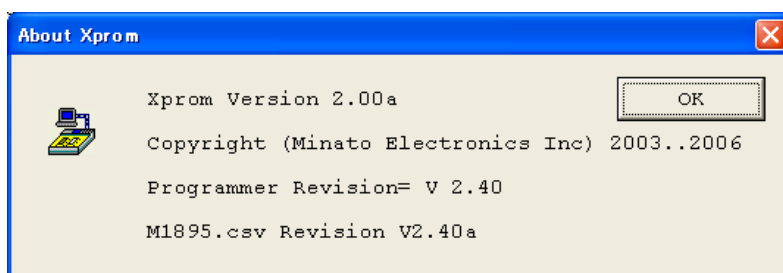 About Xprom
Xprom Version 2.00a
OK
Copyright (Minato Electronics Inc) 2003..2006
Programmer Revision= V 2.40
M1895.csv Revision V2.40a